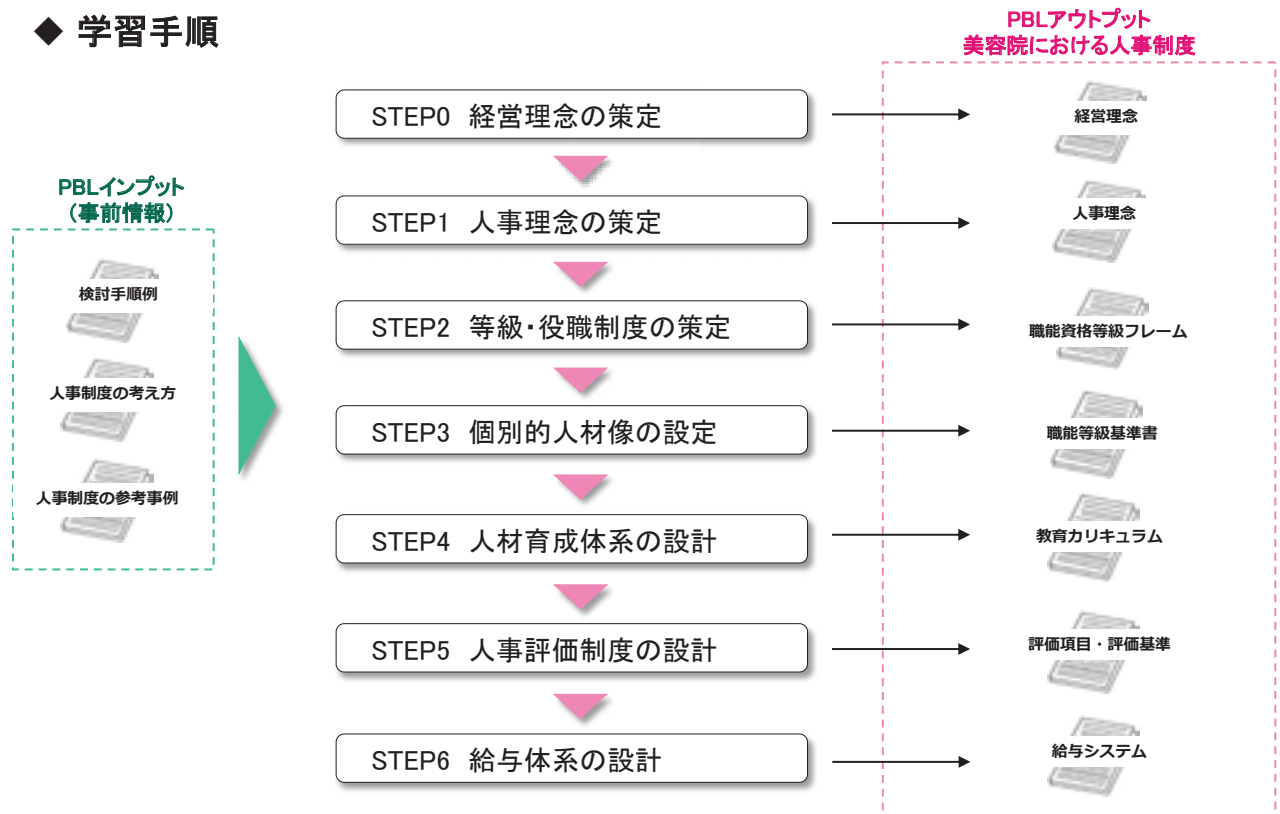 ◆ 学習手順
PBLアウトプット
美容院における人事制度
PBLインプット
（事前情報）
検討手順例
人事制度の考え方
人事制度の参考事例
STEP0 経営理念の策定
経営理念
STEP1 人事理念の策定
人事理念
STEP2 等級・役職制度の策定
職能資格等級フレーム
STEP3 個別的人材像の設定
職能等級基準書
STEP4 人材育成体系の設計
教育カリキュラム
STEP5 人事評価制度の設計
評価項目・評価基準
STEP6 給与体系の設計
給与システム